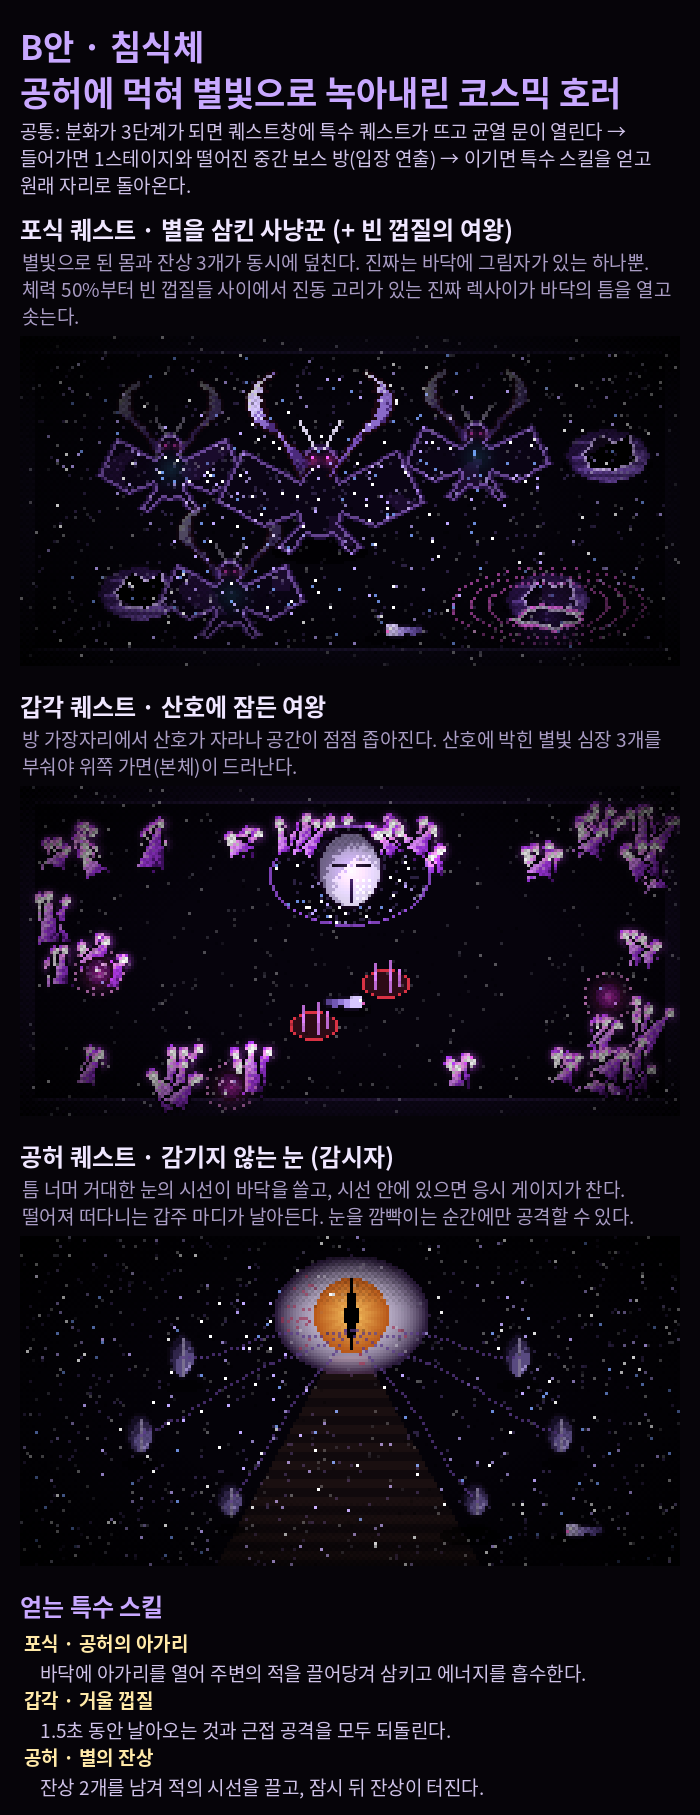 B안 · 침식체
공허에 먹혀 별빛으로 녹아내린 코스믹 호러
공통: 분화가 3단계가 되면 퀘스트창에 특수 퀘스트가 뜨고 균열 문이 열린다 →
들어가면 1스테이지와 떨어진 중간 보스 방(입장 연출) → 이기면 특수 스킬을 얻고
원래 자리로 돌아온다.
포식 퀘스트 · 별을 삼킨 사냥꾼 (+ 빈 껍질의 여왕)
별빛으로 된 몸과 잔상 3개가 동시에 덮친다. 진짜는 바닥에 그림자가 있는 하나뿐.
체력 50%부터 빈 껍질들 사이에서 진동 고리가 있는 진짜 렉사이가 바닥의 틈을 열고
솟는다.
갑각 퀘스트 · 산호에 잠든 여왕
방 가장자리에서 산호가 자라나 공간이 점점 좁아진다. 산호에 박힌 별빛 심장 3개를
부숴야 위쪽 가면(본체)이 드러난다.
공허 퀘스트 · 감기지 않는 눈 (감시자)
틈 너머 거대한 눈의 시선이 바닥을 쓸고, 시선 안에 있으면 응시 게이지가 찬다.
떨어져 떠다니는 갑주 마디가 날아든다. 눈을 깜빡이는 순간에만 공격할 수 있다.
얻는 특수 스킬
포식 · 공허의 아가리
바닥에 아가리를 열어 주변의 적을 끌어당겨 삼키고 에너지를 흡수한다.
갑각 · 거울 껍질
1.5초 동안 날아오는 것과 근접 공격을 모두 되돌린다.
공허 · 별의 잔상
잔상 2개를 남겨 적의 시선을 끌고, 잠시 뒤 잔상이 터진다.